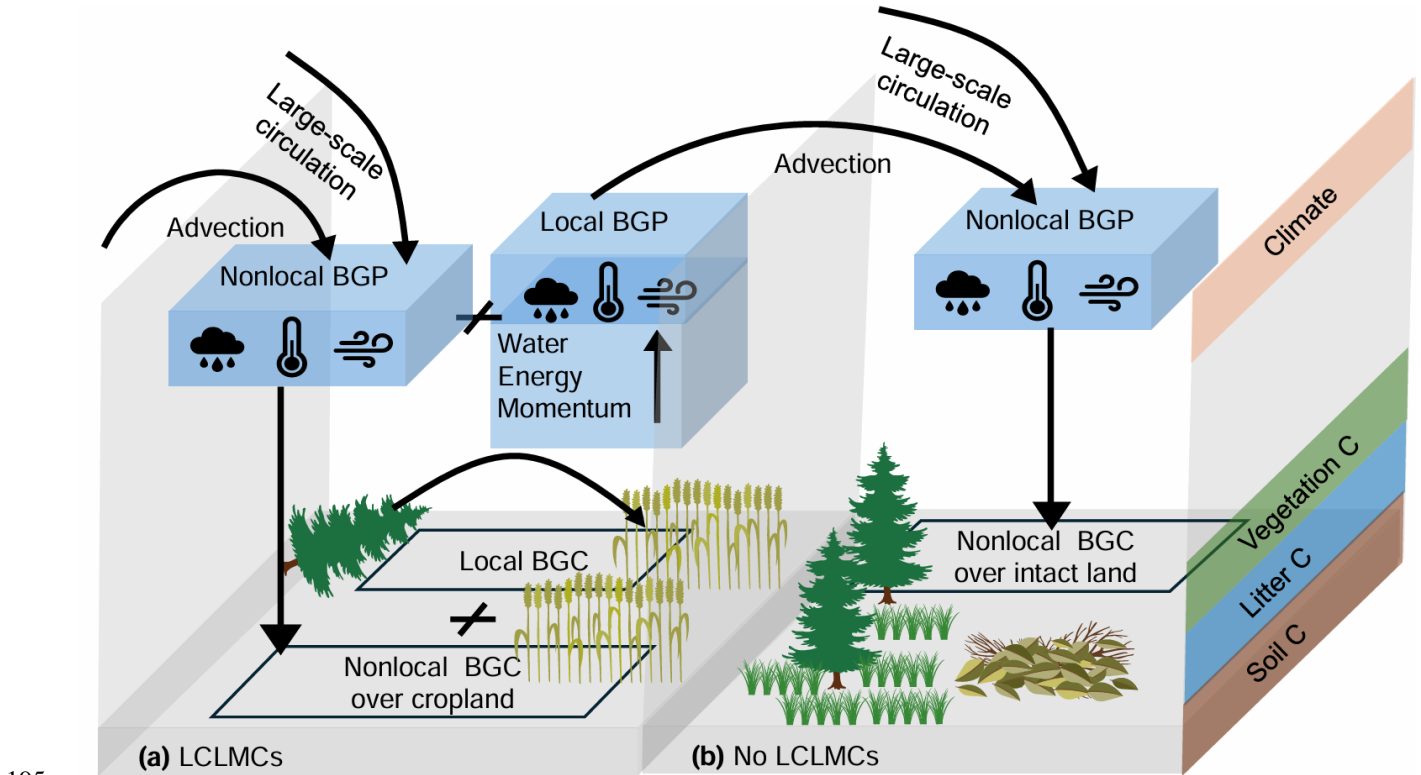 Large-scale
circulation
Advection
Nonlocal BGP
Local BGP
Water
Energy
Momentum
Local BGC
Nonlocal BGC
over cropland
(a) LCLMCs
Large-scale
circulation
Advection
Nonlocal BGP
Nonlocal BGC
over intact land
(b) No LCLMCs
Climate
Vegetation C
Litter C
Soil C